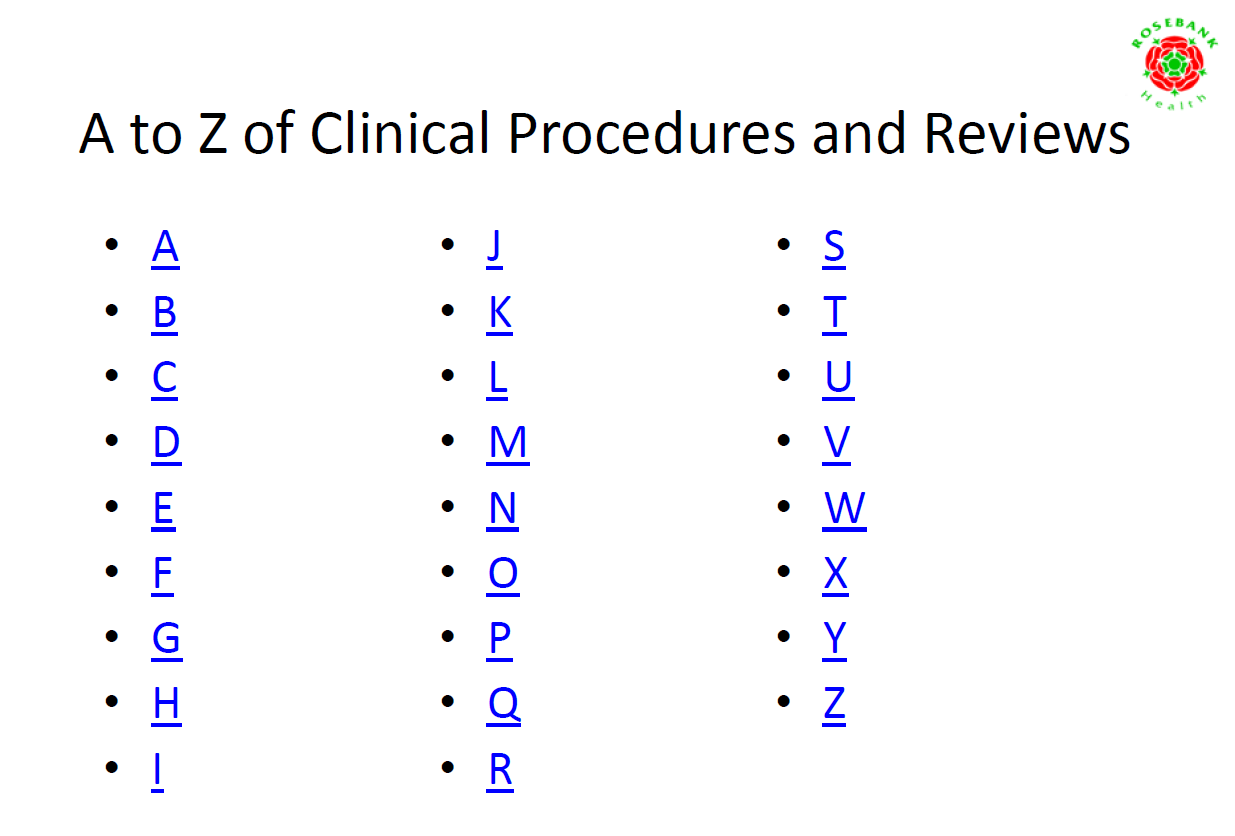 ROSEBANK
Health
A to Z of Clinical Procedures and Reviews
• A
• B
• C
• D
• E
• F
• G
• H
• I
• J
• K
• L
• M
• N
• O
• P
• Q
• R
• S
• T
• U
• V
• W
• X
• Y
• Z